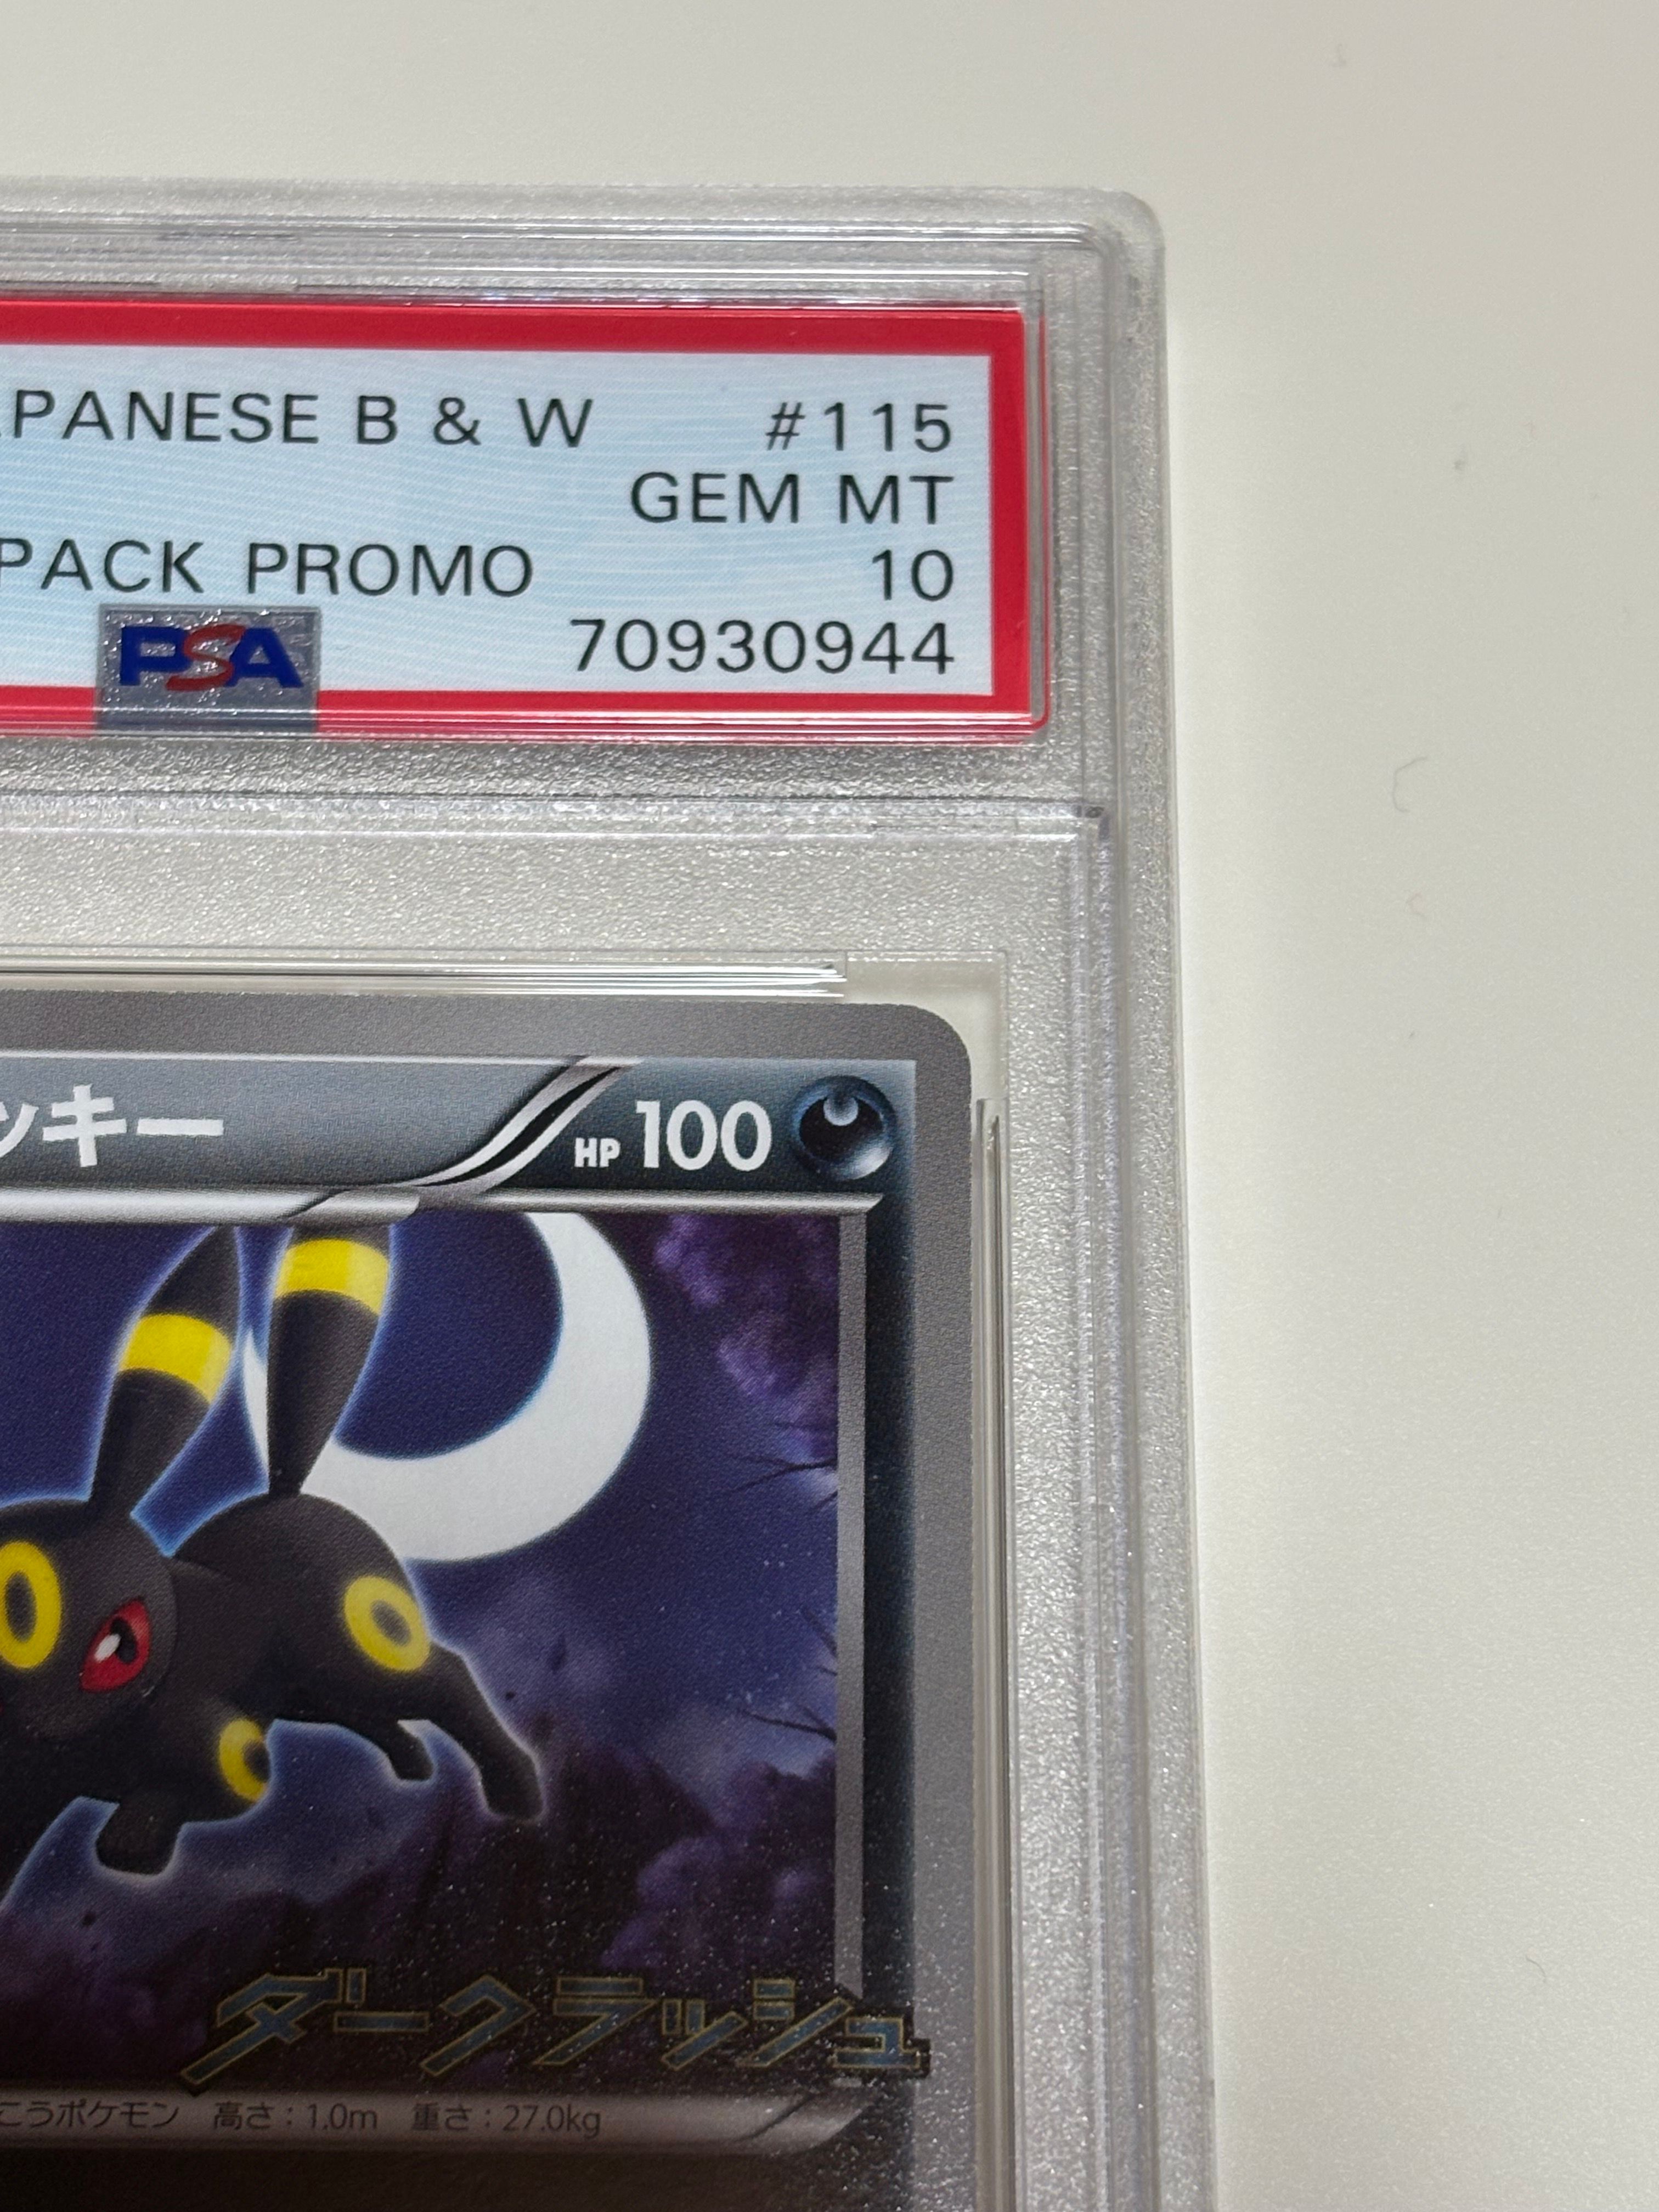 PANESE B & W #115
GEM MT
PACK PROMO 10
PSA 70930944
ッキー HP 100
ダークラッシュ
こうポケモン 高さ:1.0m 重さ:27.0kg